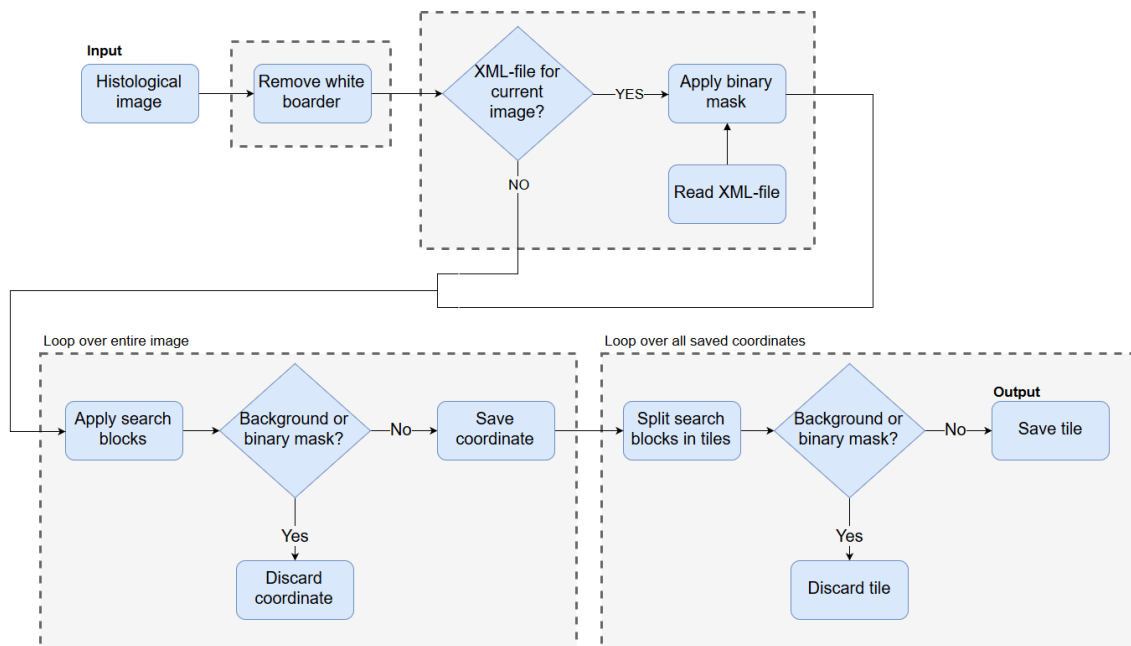 Input
Histological
image
Remove white
boarder
XML-file for
current
image?
YES
Apply binary
mask
Read XML-file
NO
Loop over entire image
Apply search
blocks
Background or
binary mask?
No
Save
coordinate
Yes
Discard
coordinate
Loop over all saved coordinates
Split search
blocks in tiles
Background or
binary mask?
No
Output
Save tile
Yes
Discard tile